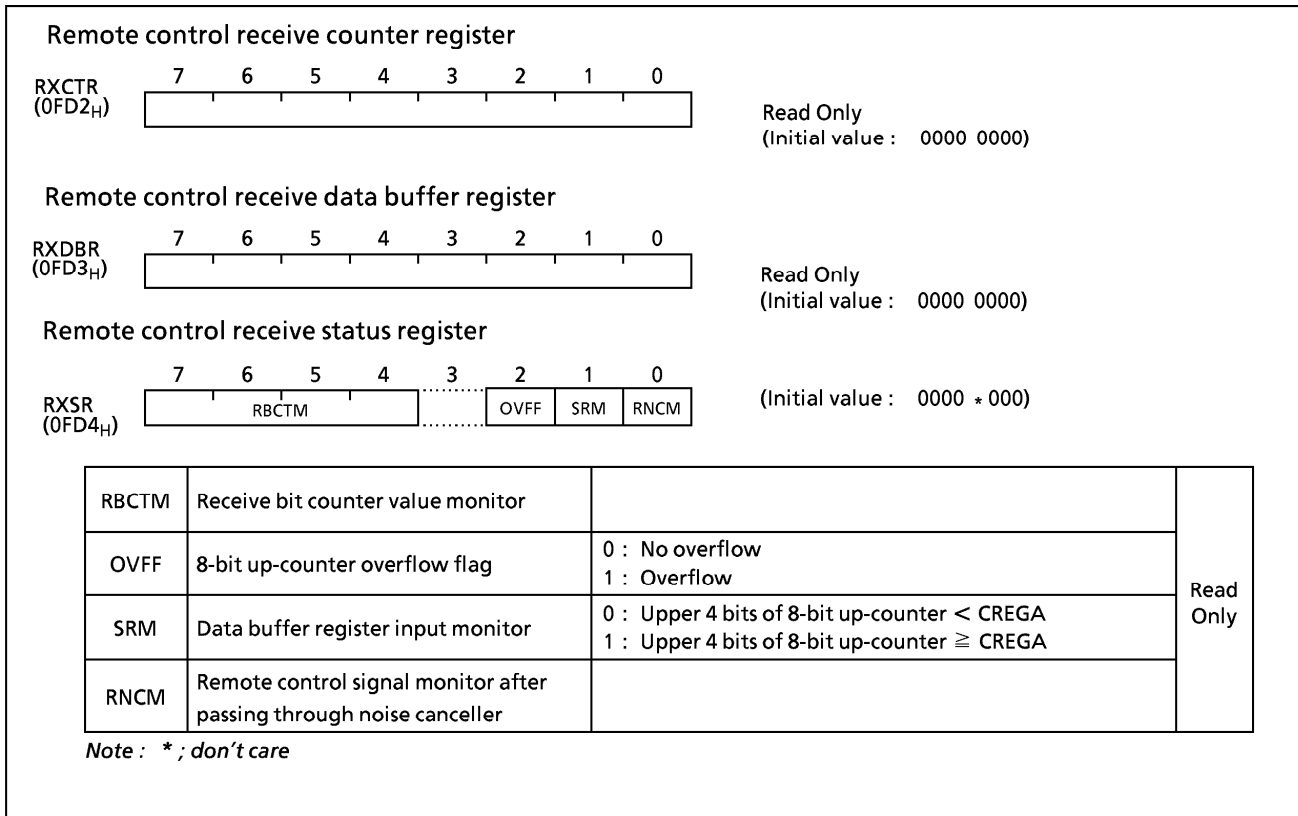 Remote control receive counter register
7 6 5 4 3 2 1 0
RXCTR
(0FD2H)
Read Only
(Initial value : 0000 0000)
Remote control receive data buffer register
7 6 5 4 3 2 1 0
RXDBR
(0FD3H)
Read Only
(Initial value : 0000 0000)
Remote control receive status register
7 6 5 4 3 2 1 0
RXSR
(0FD4H)
RBCTM OVFF SRM RNCM
(Initial value : 0000 * 000)
RBCTM Receive bit counter value monitor
OVFF 8-bit up-counter overflow flag
0 : No overflow
1 : Overflow
SRM Data buffer register input monitor
0 : Upper 4 bits of 8-bit up-counter < CREGA
1 : Upper 4 bits of 8-bit up-counter ≧ CREGA
RNCM
Remote control signal monitor after
passing through noise canceller
Read
Only
Note : * ; don't care